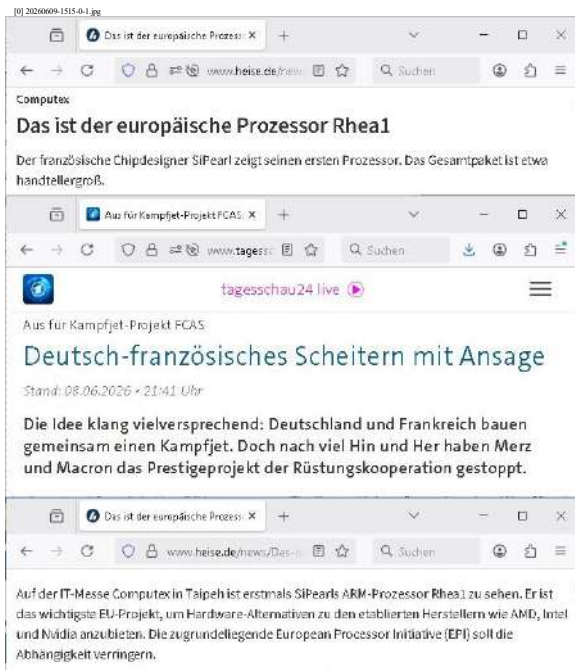 [0] 20260609-1515-0-1.jpg
Das ist der europäische Prozess
www.heise.de/new
Suchen
Computex
Das ist der europäische Prozessor Rhea1
Der französische Chipdesigner SiPearl zeigt seinen ersten Prozessor. Das Gesamtpaket ist etwa
handtellergroß.
Aus für Kampfjet-Projekt FCAS:
www.tagess
Suchen
tagesschau24 live
Aus für Kampfjet-Projekt FCAS
Deutsch-französisches Scheitern mit Ansage
Stand: 08.06.2026 • 21:41 Uhr
Die Idee klang vielversprechend: Deutschland und Frankreich bauen
gemeinsam einen Kampfjet. Doch nach viel Hin und Her haben Merz
und Macron das Prestigeprojekt der Rüstungskooperation gestoppt.
Das ist der europäische Prozess
www.heise.de/news/Das-
Suchen
Auf der IT-Messe Computex in Taipeh ist erstmals SiPearls ARM-Prozessor Rhea1 zu sehen. Er ist
das wichtigste EU-Projekt, um Hardware-Alternativen zu den etablierten Herstellern wie AMD, Intel
und Nvidia anzubieten. Die zugrundeliegende European Processor Initiative (EPI) soll die
Abhängigkeit verringern.